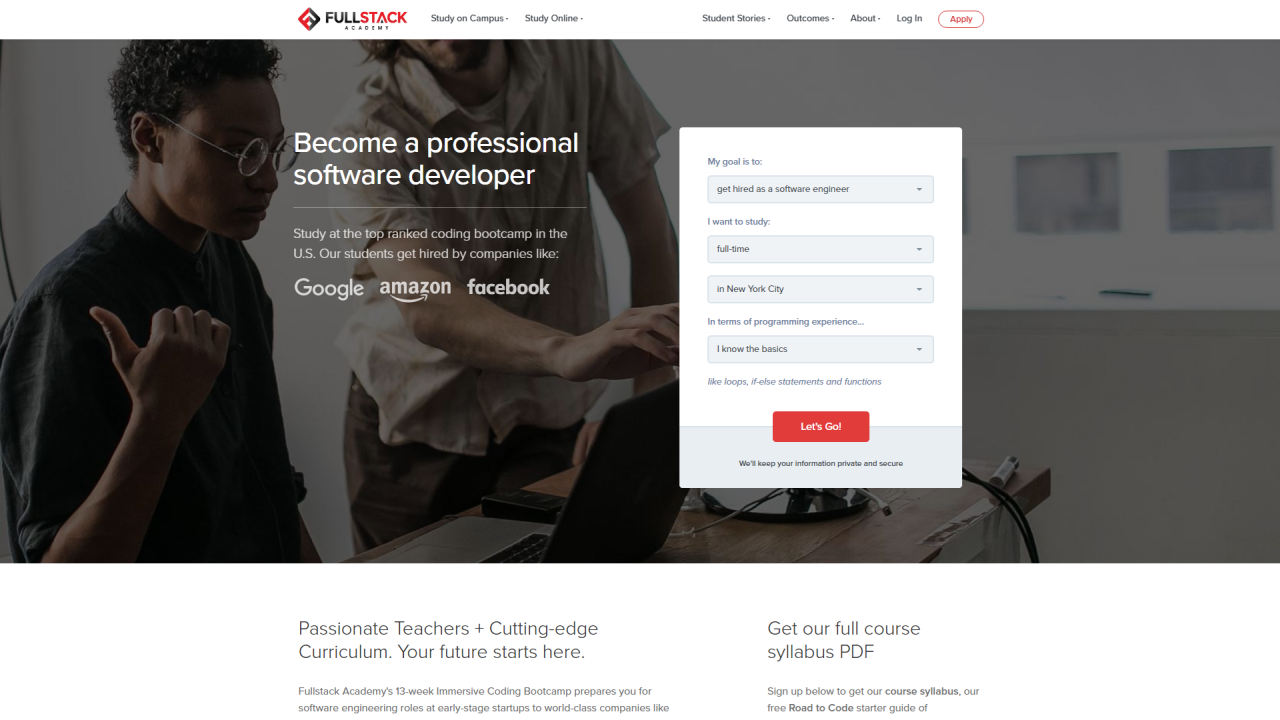 FULLSTACK
ACADEMY
Study on Campus
Study Online
Student Stories
Outcomes
About
Log In
Apply
Become a professional
software developer
Study at the top ranked coding bootcamp in the
U.S. Our students get hired by companies like:
Google amazon facebook
My goal is to:
get hired as a software engineer
I want to study:
full-time
in New York City
In terms of programming experience...
I know the basics
like loops, if-else statements and functions
Let's Go!
We'll keep your information private and secure
Passionate Teachers + Cutting-edge
Curriculum. Your future starts here.
Fullstack Academy's 13-week Immersive Coding Bootcamp prepares you for
software engineering roles at early-stage startups to world-class companies like
Get our full course
syllabus PDF
Sign up below to get our course syllabus, our
free Road to Code starter guide of